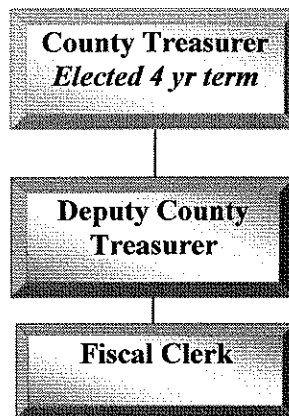 County Treasurer
Elected 4 yr term
Deputy County
Treasurer
Fiscal Clerk